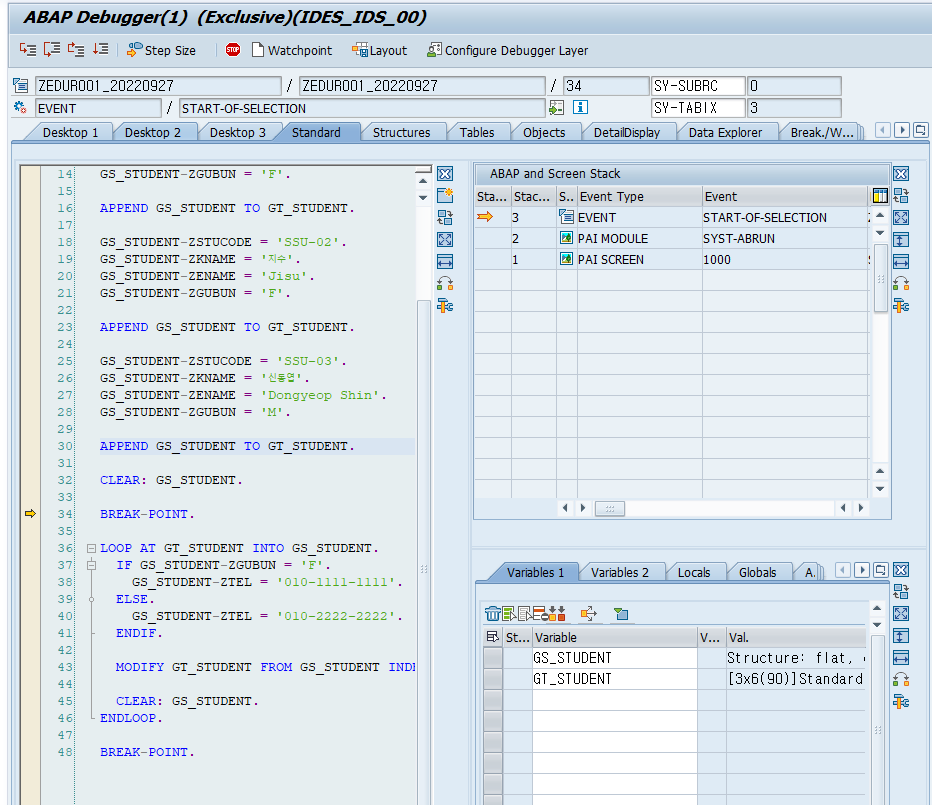 ABAP Debugger(1) (Exclusive)(IDES_IDS_00)
Step Size STOP Watchpoint Layout Configure Debugger Layer
ZEDUR001_20220927 / ZEDUR001_20220927 / 34 SY-SUBRC 0
EVENT / START-OF-SELECTION SY-TABIX 3
Desktop 1 Desktop 2 Desktop 3 Standard Structures Tables Objects DetailDisplay Data Explorer Break./W...
14 GS_STUDENT-ZGUBUN = 'F'.
15
16 APPEND GS_STUDENT TO GT_STUDENT.
17
18 GS_STUDENT-ZSTUCODE = 'SSU-02'.
19 GS_STUDENT-ZKNAME = '지수'.
20 GS_STUDENT-ZENAME = 'Jisu'.
21 GS_STUDENT-ZGUBUN = 'F'.
22
23 APPEND GS_STUDENT TO GT_STUDENT.
24
25 GS_STUDENT-ZSTUCODE = 'SSU-03'.
26 GS_STUDENT-ZKNAME = '신동엽'.
27 GS_STUDENT-ZENAME = 'Dongyeop Shin'.
28 GS_STUDENT-ZGUBUN = 'M'.
29
30 APPEND GS_STUDENT TO GT_STUDENT.
31
32 CLEAR: GS_STUDENT.
33
34 BREAK-POINT.
35
36 LOOP AT GT_STUDENT INTO GS_STUDENT.
37 IF GS_STUDENT-ZGUBUN = 'F'.
38 GS_STUDENT-ZTEL = '010-1111-1111'.
39 ELSE.
40 GS_STUDENT-ZTEL = '010-2222-2222'.
41 ENDIF.
42
43 MODIFY GT_STUDENT FROM GS_STUDENT
44
45 CLEAR: GS_STUDENT.
46 ENDLOOP.
47
48 BREAK-POINT.
ABAP and Screen Stack
Sta... Stac... S.. Event Type Event
3 EVENT START-OF-SELECTION
2 PAI MODULE SYST-ABRUN
1 PAI SCREEN 1000
Variables 1 Variables 2 Locals Globals A.
St... Variable V... Val.
GS_STUDENT Structure: flat,
GT_STUDENT [3x6(90)]Standard